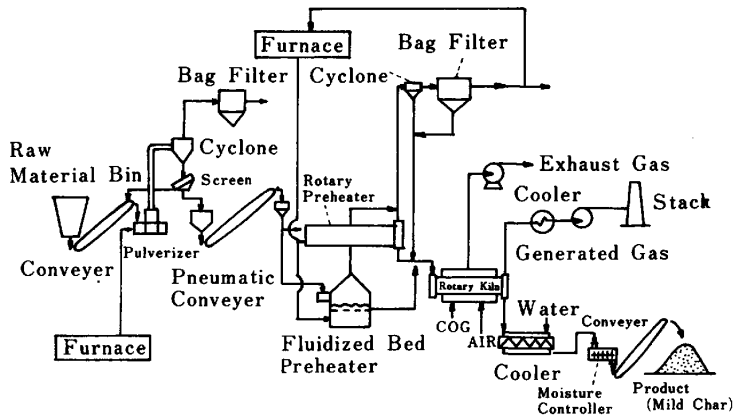 Furnace
Bag Filter
Cyclone
Bag Filter
Cyclone
Raw
Material Bin
Screen
Rotary
Preheater
Exhaust Gas
Cooler
Stack
Generated Gas
Conveyer
Pulverizer
Pneumatic
Conveyer
Rotary Kiln
COG
AIR
Water
Conveyer
Furnace
Fluidized Bed
Preheater
Cooler
Moisture
Controller
Product
(Mild Char)